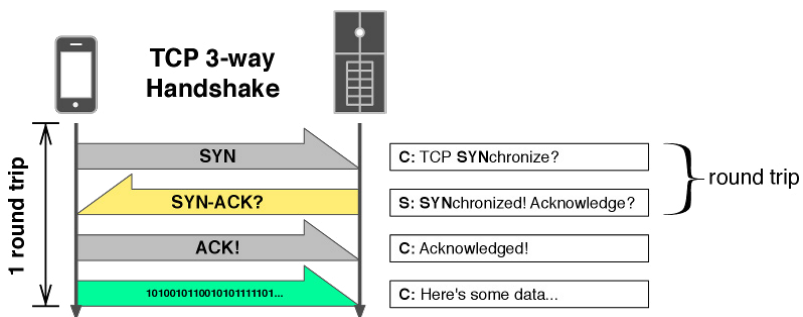 TCP 3-way
Handshake
1 round trip
SYN
C: TCP SYNchronize?
SYN-ACK?
S: SYNchronized! Acknowledge?
round trip
ACK!
C: Acknowledged!
1010010110010101111101...
C: Here's some data...